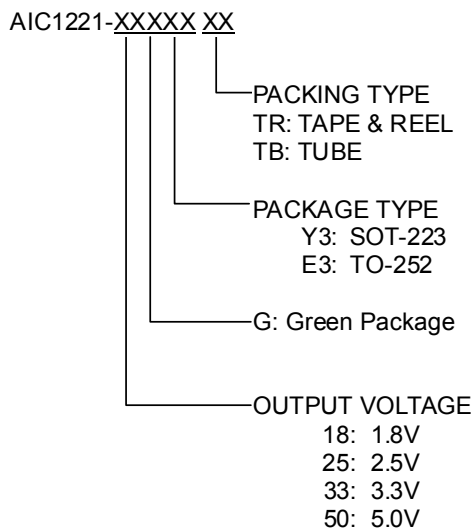 AIC1221-XXXXX XX
PACKING TYPE
TR: TAPE & REEL
TB: TUBE
PACKAGE TYPE
Y3: SOT-223
E3: TO-252
G: Green Package
OUTPUT VOLTAGE
18: 1.8V
25: 2.5V
33: 3.3V
50: 5.0V